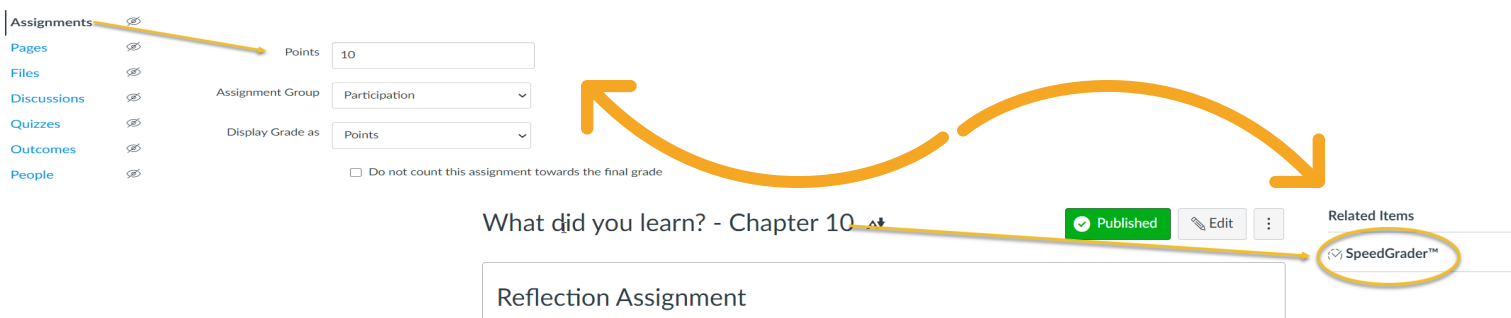 Assignments
Pages
Files
Discussions
Quizzes
Outcomes
People
Points 10
Assignment Group Participation
Display Grade as Points
Do not count this assignment towards the final grade
What did you learn? - Chapter 10
Published
Edit
Related Items
SpeedGrader™
Reflection Assignment